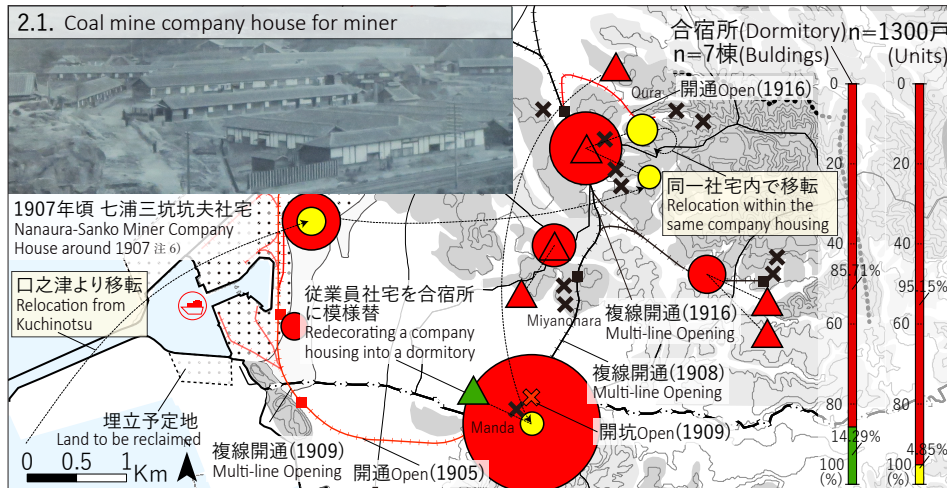 2.1. Coal mine company house for miner
1907年頃 七浦三坑坑夫社宅
Nanaura-Sanko Miner Company
House around 1907 注 6)
口之津より移転
Relocation from
Kuchinotsu
埋立予定地
Land to be reclaimed
0 0.5 1 Km
N
従業員社宅を合宿所
に模様替
Redecorating a company
housing into a dormitory
複線開通(1909)
Multi-line Opening
開通Open(1905)
Oura
開通Open(1916)
同一社宅内で移転
Relocation within the
same company housing
Miyanohara
複線開通(1916)
Multi-line Opening
複線開通(1908)
Multi-line Opening
Manda
開坑Open(1909)
合宿所(Dormitory)
n=7棟(Buldings)
0
20
40
85.71%
60
80
14.29%
100
(%)
n=1300戸
(Units)
0
20
40
95.15%
60
80
4.85%
100
(%)